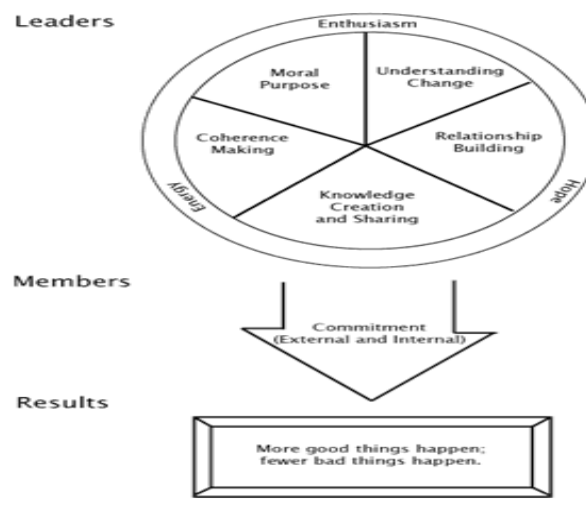 Leaders
Enthusiasm
Moral
Purpose
Understanding
Change
Coherence
Making
Relationship
Building
Knowledge
Creation
and Sharing
Energy
Hope
Members
Commitment
(External and Internal)
Results
More good things happen;
fewer bad things happen.